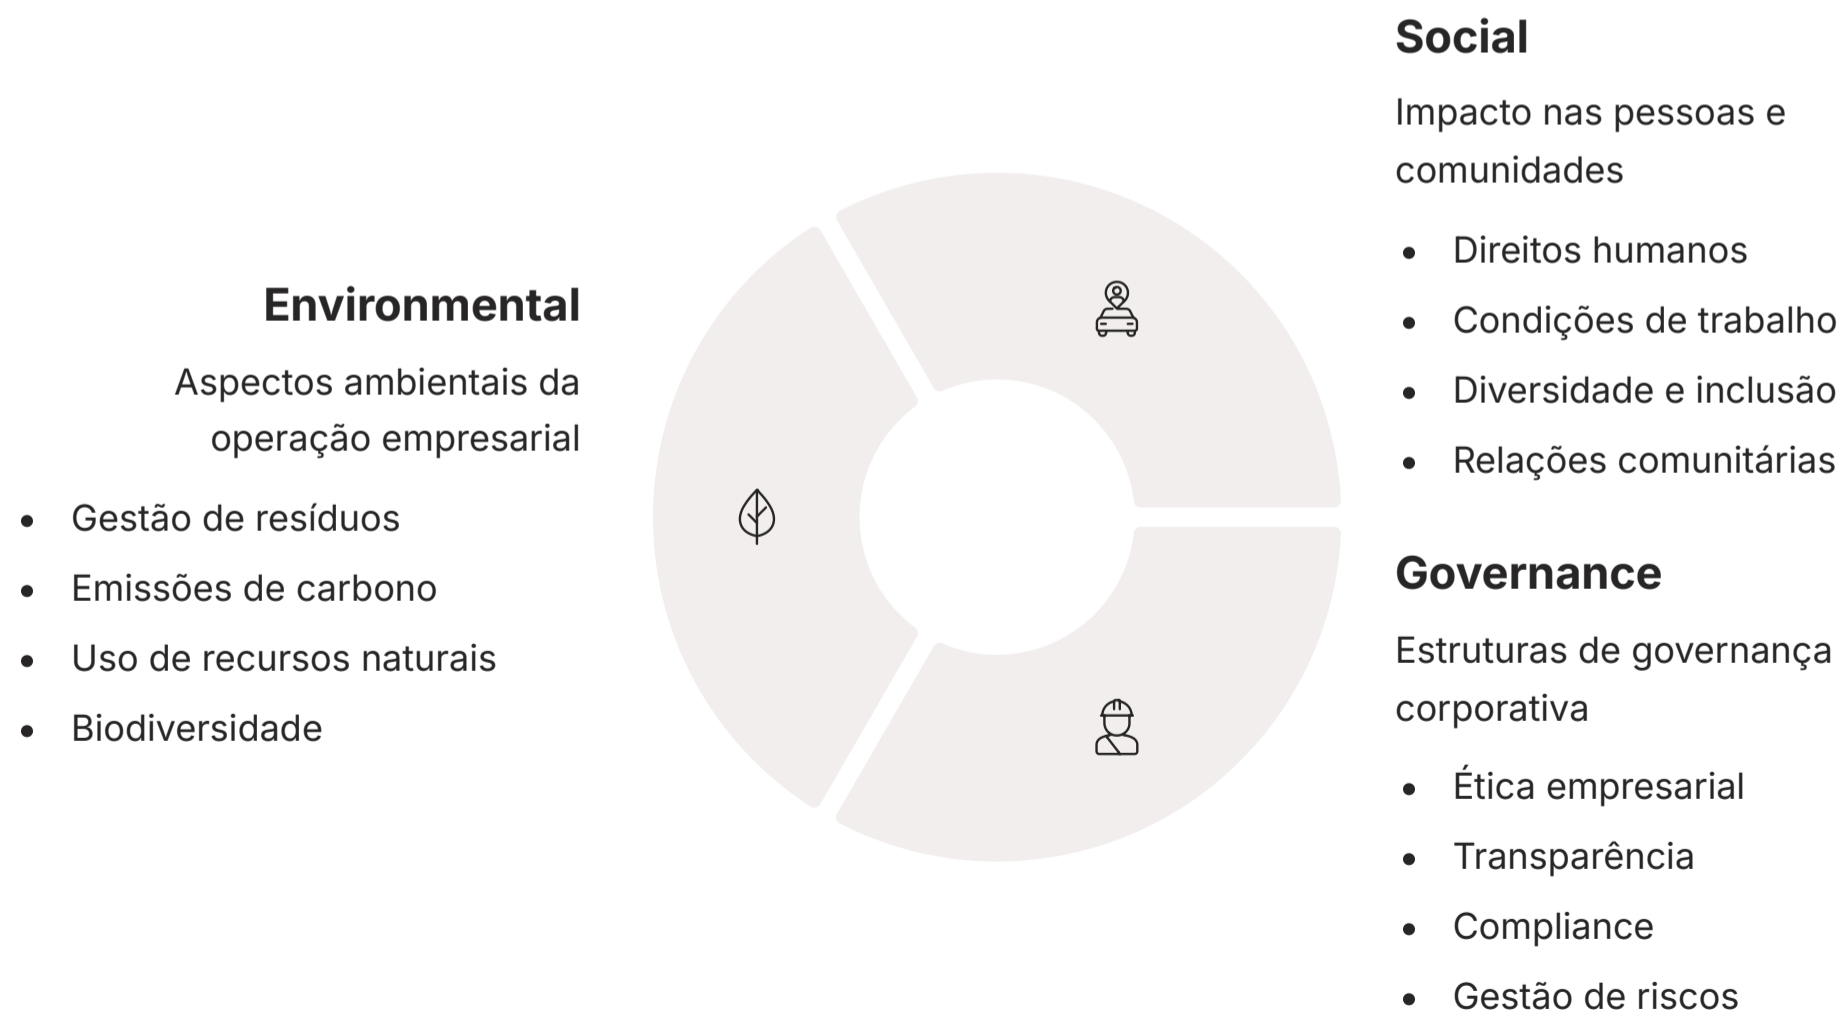 Environmental
Aspectos ambientais da
operação empresarial
• Gestão de resíduos
• Emissões de carbono
• Uso de recursos naturais
• Biodiversidade
Social
Impacto nas pessoas e
comunidades
• Direitos humanos
• Condições de trabalho
• Diversidade e inclusão
• Relações comunitárias
Governance
Estruturas de governança
corporativa
• Ética empresarial
• Transparência
• Compliance
• Gestão de riscos